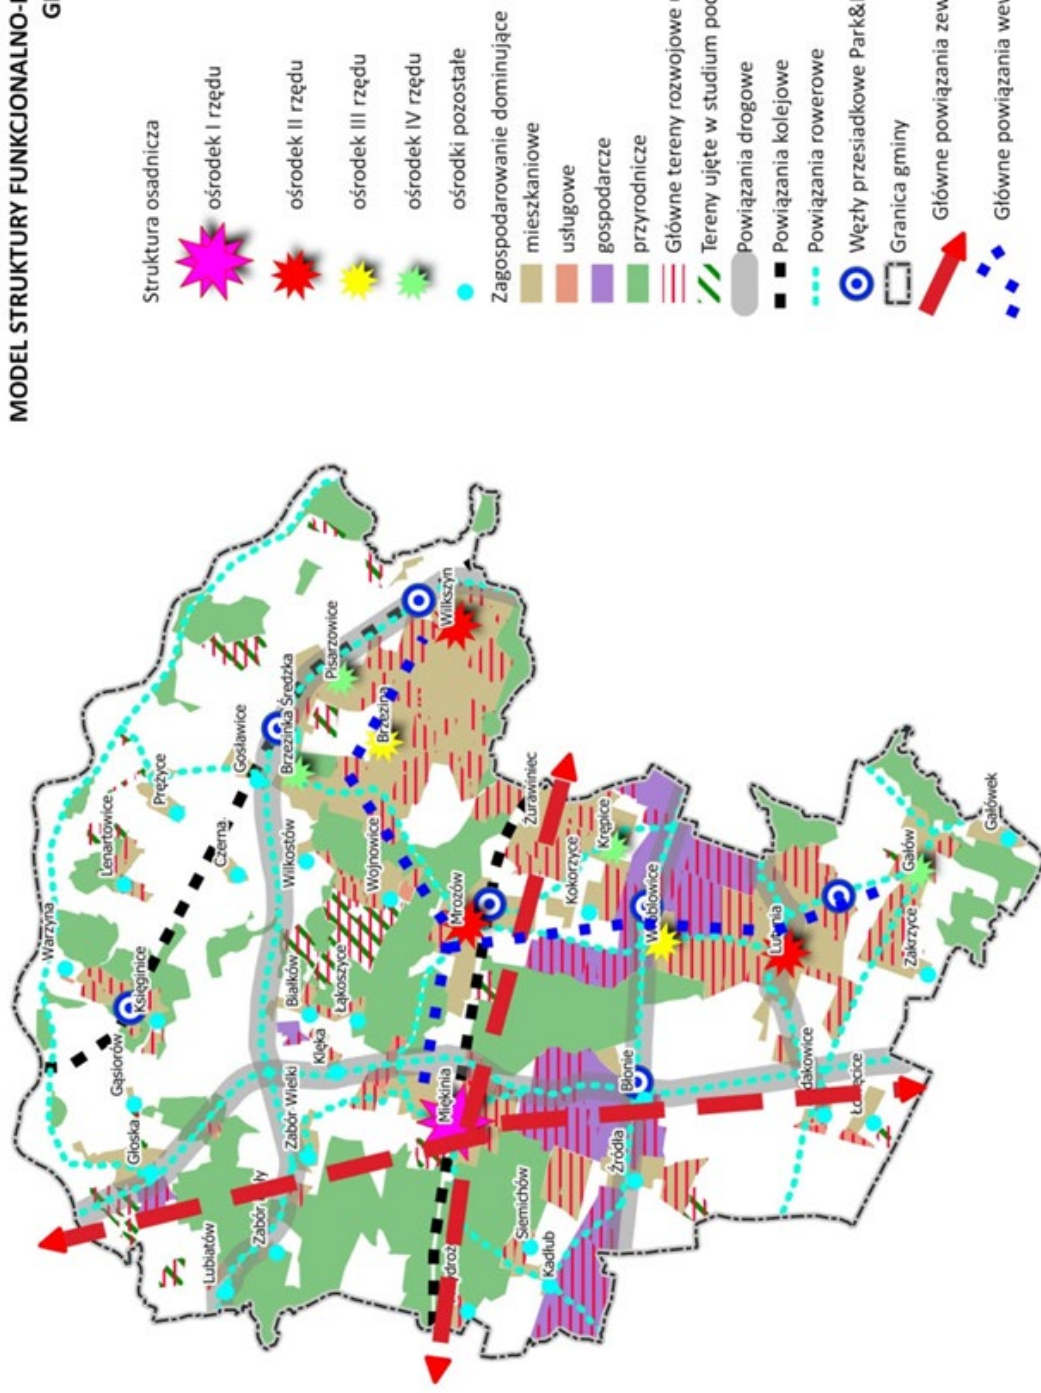 MODEL STRUKTURY FUNKCJONALNO-
Struktura osadnicza
ośrodek I rzędu
ośrodek II rzędu
ośrodek III rzędu
ośrodek IV rzędu
ośrodki pozostałe
Zagospodarowanie dominujące
mieszkaniowe
usługowe
gospodarcze
przyrodnicze
Główne tereny rozwojowe
Tereny ujęte w studium
Powiązania drogowe
Powiązania kolejowe
Powiązania rowerowe
Węzły przesiadkowe Park&
Granica gminy
Główne powiązania
Główne powiązania
Warzyna
Lenartowice
Prężyce
Księginice
Gąsiorów
Głoska
Czerna
Gosławice
Brzezinka Średzka
Pisarzowice
Wilkszyn
Brzezina
Wilkostów
Wojnowice
Białków
Łąkoszyce
Klęka
Zabór Wielki
Zabór
Lubiatów
Mrozów
Miękinia
Żurawiniec
Kokorzyce
Krępice
Błonie
Źródła
Siemichów
Kadłub
Lutynia
Gałów
Gałówek
Zakrzyce